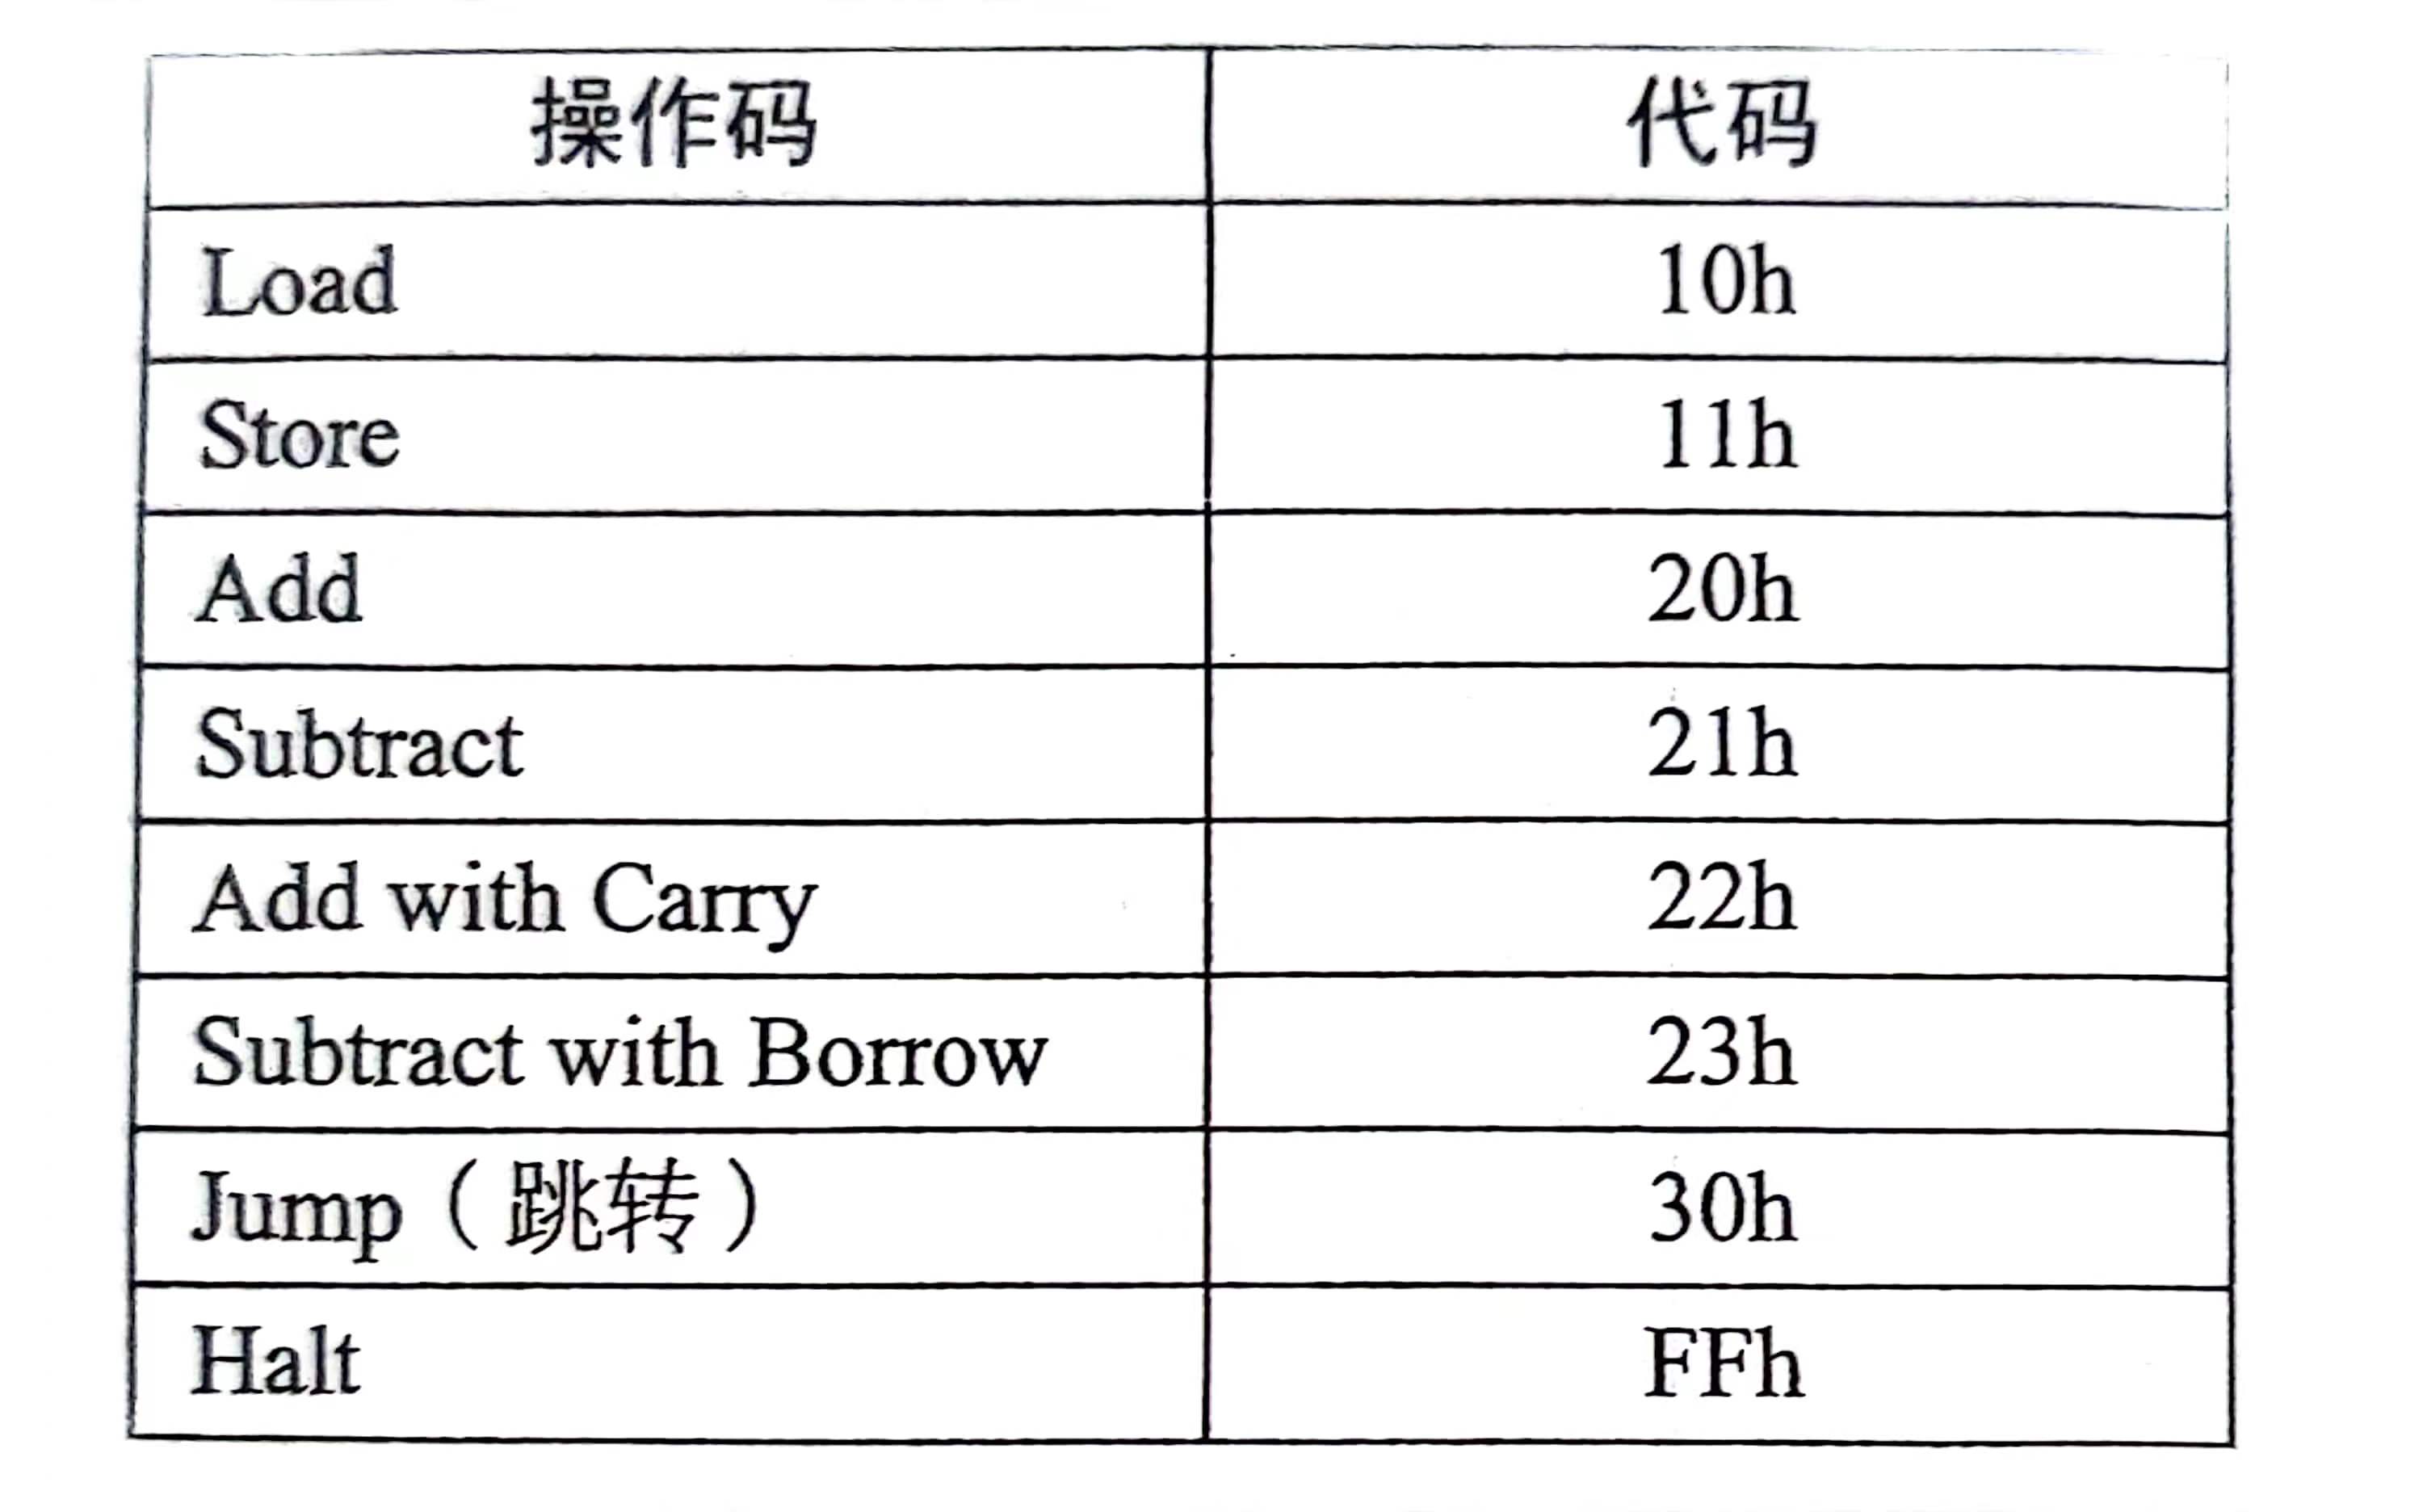 操作码 代码
Load 10h
Store 11h
Add 20h
Subtract 21h
Add with Carry 22h
Subtract with Borrow 23h
Jump（跳转） 30h
Halt FFh